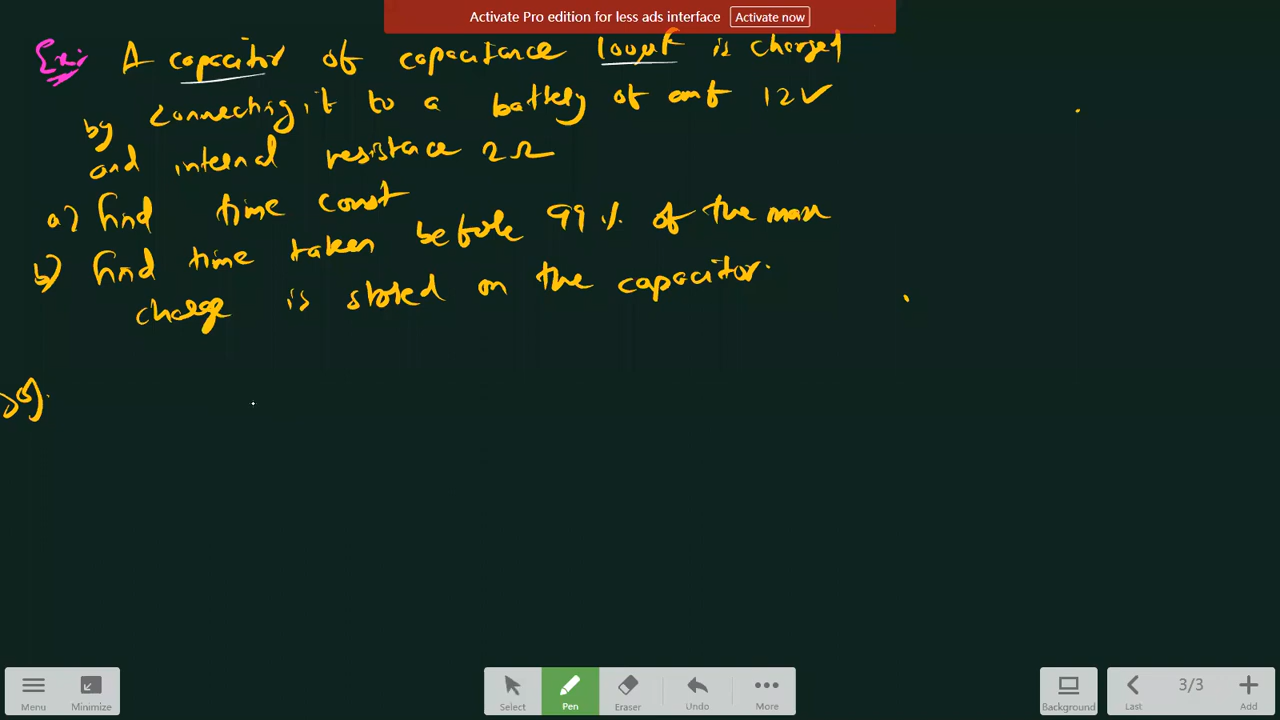 Activate Pro edition for less ads interface Activate now
Ex:
A capacitor of capacitance 100μF is charged
by connecting it to a battery of emf 12V
and internal resistance 2Ω
a) find time const
b) find time taken before 99% of the max
charge is stored on the capacitor.
Sol.
Menu Minimize Select Pen Eraser Undo More Background Last 3/3 Add